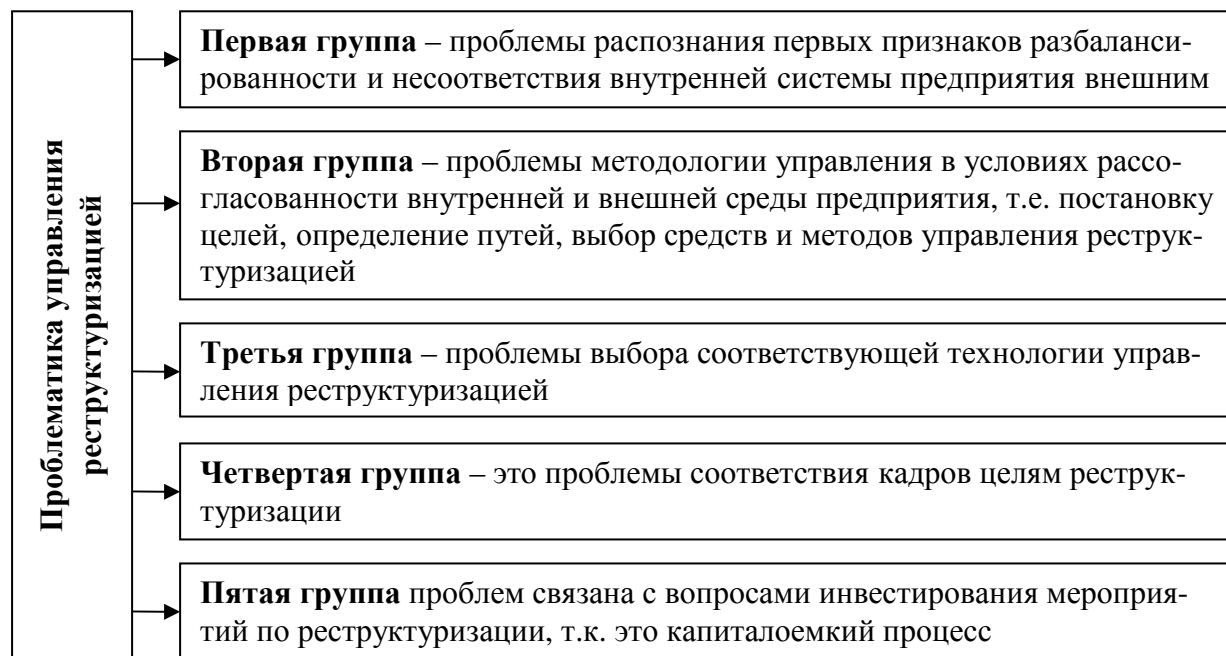 Проблематика управления
реструктуризацией
Первая группа – проблемы распознания первых признаков разбаланси-
рованности и несоответствия внутренней системы предприятия внешним
Вторая группа – проблемы методологии управления в условиях рассо-
гласованности внутренней и внешней среды предприятия, т.е. постановку
целей, определение путей, выбор средств и методов управления реструк-
туризацией
Третья группа – проблемы выбора соответствующей технологии управ-
ления реструктуризацией
Четвертая группа – это проблемы соответствия кадров целям реструк-
туризации
Пятая группа проблем связана с вопросами инвестирования мероприя-
тий по реструктуризации, т.к. это капиталоемкий процесс